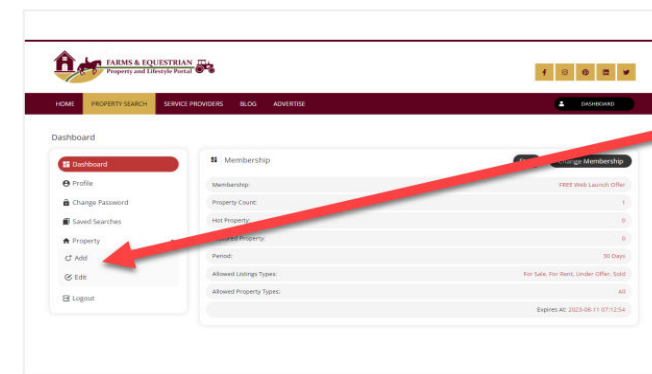 FARMS & EQUESTRIAN
Property and Lifestyle Portal
HOME PROPERTY SEARCH SERVICE PROVIDERS BLOG ADVERTISE DASHBOARD
Dashboard
Dashboard
Profile
Change Password
Saved Searches
Property
Add
Edit
Logout
Membership
Change Membership
Membership: FREE Web Launch Offer
Property Count: 1
Hot Property: 0
Property: 0
Period: 30 Days
Allowed Listings Types: For Sale, For Rent, Under Offer, Sold
Allowed Property Types: All
Expires At: 2023-08-11 07:12:54